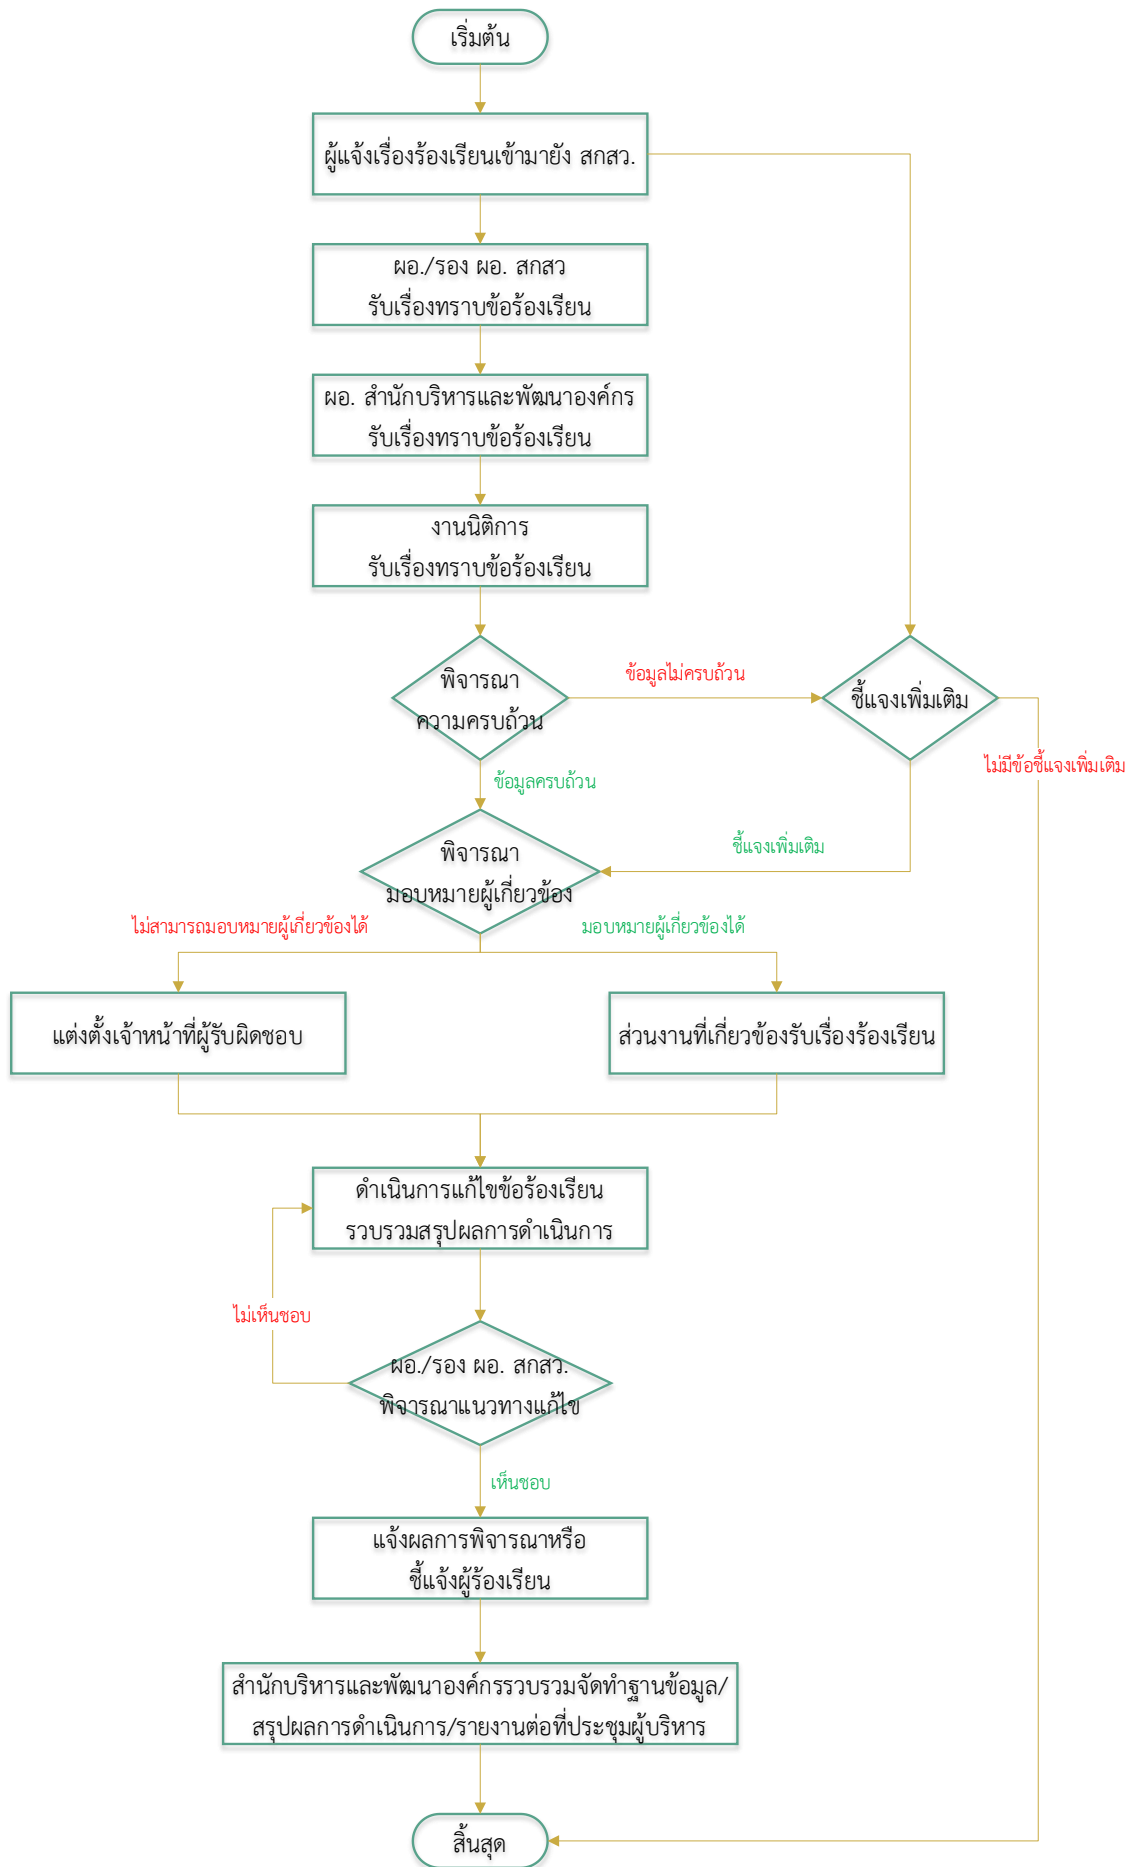 เริ่มต้น
ผู้แจ้งเรื่องร้องเรียนเข้ามายัง สกสว.
ผอ./รอง ผอ. สกสว
รับเรื่องทราบข้อร้องเรียน
ผอ. สำนักบริหารและพัฒนาองค์กร
รับเรื่องทราบข้อร้องเรียน
งานนิติการ
รับเรื่องทราบข้อร้องเรียน
พิจารณา
ความครบถ้วน
ข้อมูลไม่ครบถ้วน
ชี้แจงเพิ่มเติม
ไม่มีข้อชี้แจงเพิ่มเติม
ข้อมูลครบถ้วน
ชี้แจงเพิ่มเติม
พิจารณา
มอบหมายผู้เกี่ยวข้อง
ไม่สามารถมอบหมายผู้เกี่ยวข้องได้
มอบหมายผู้เกี่ยวข้องได้
แต่งตั้งเจ้าหน้าที่ผู้รับผิดชอบ
ส่วนงานที่เกี่ยวข้องรับเรื่องร้องเรียน
ดำเนินการแก้ไขข้อร้องเรียน
รวบรวมสรุปผลการดำเนินการ
ไม่เห็นชอบ
ผอ./รอง ผอ. สกสว.
พิจารณาแนวทางแก้ไข
เห็นชอบ
แจ้งผลการพิจารณาหรือ
ชี้แจ้งผู้ร้องเรียน
สำนักบริหารและพัฒนาองค์กรรวบรวมจัดทำฐานข้อมูล/
สรุปผลการดำเนินการ/รายงานต่อที่ประชุมผู้บริหาร
สิ้นสุด